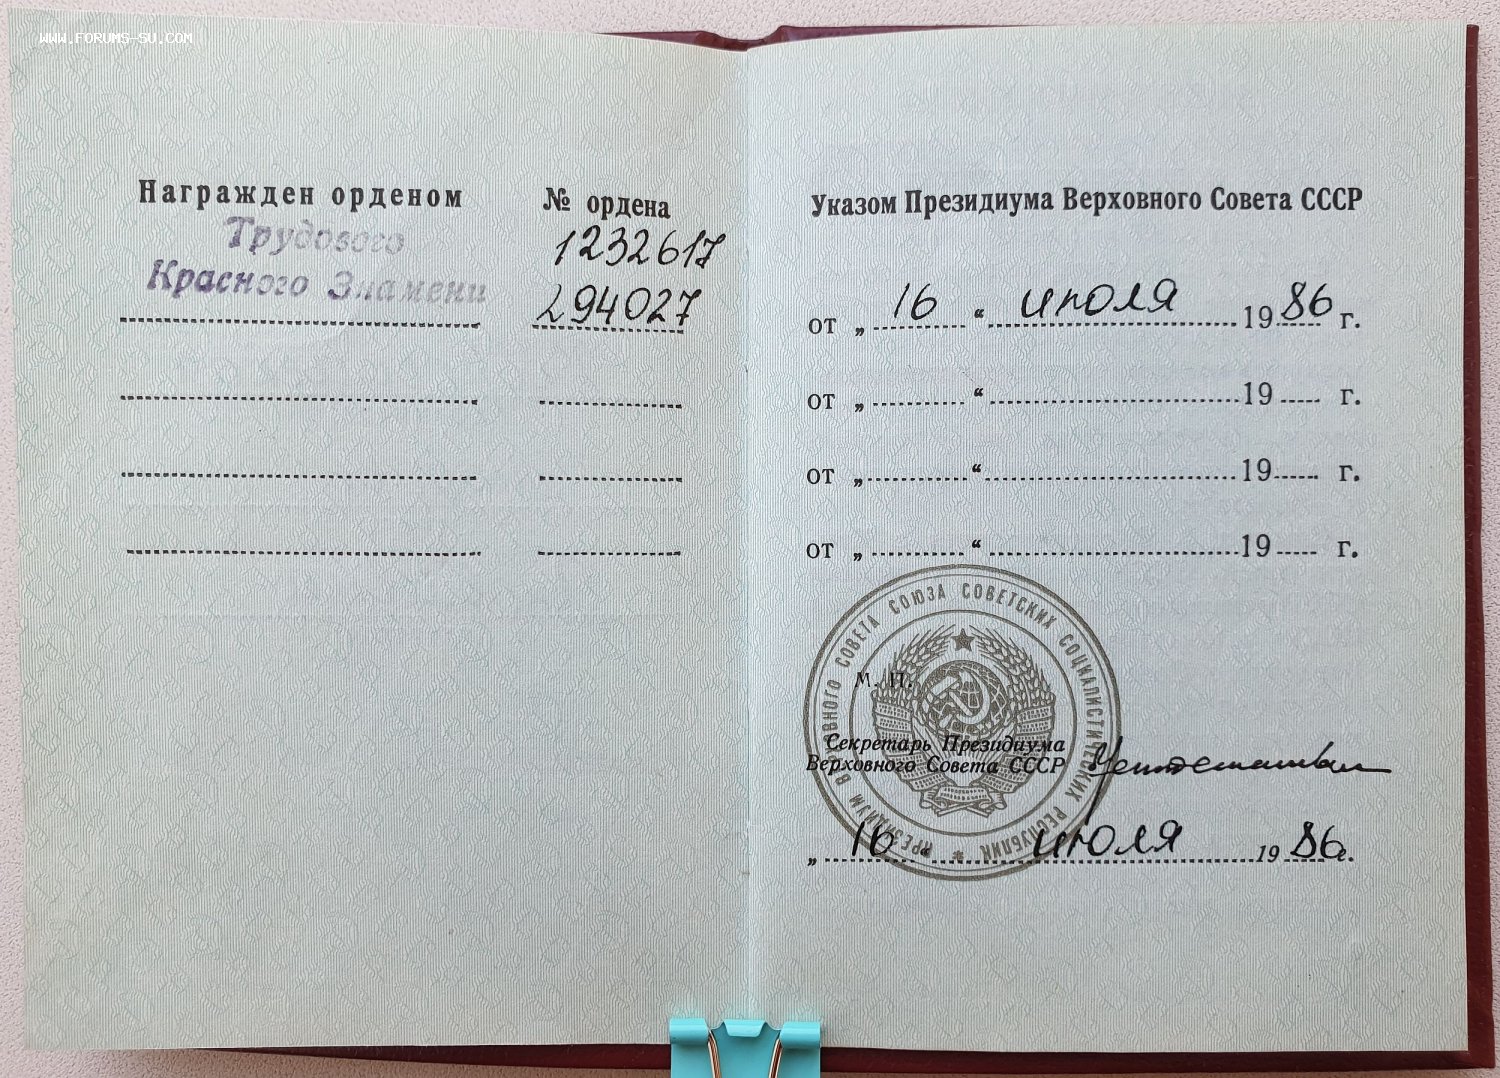 WWW.FORUMS-SU.COM
Награжден орденом
Трудового
Красного Знамени
№ ордена
1232617
294027
Указом Президиума Верховного Совета СССР
от „ 16 “ июля 1986 г.
от „ “ 19 г.
от „ “ 19 г.
от „ “ 19 г.
ПРЕЗИДИУМ ВЕРХОВНОГО СОВЕТА СОЮЗА СОВЕТСКИХ СОЦИАЛИСТИЧЕСКИХ РЕСПУБЛИК *
М. П.
Секретарь Президиума
Верховного Совета СССР
„ 16 “ июля 1986 г.